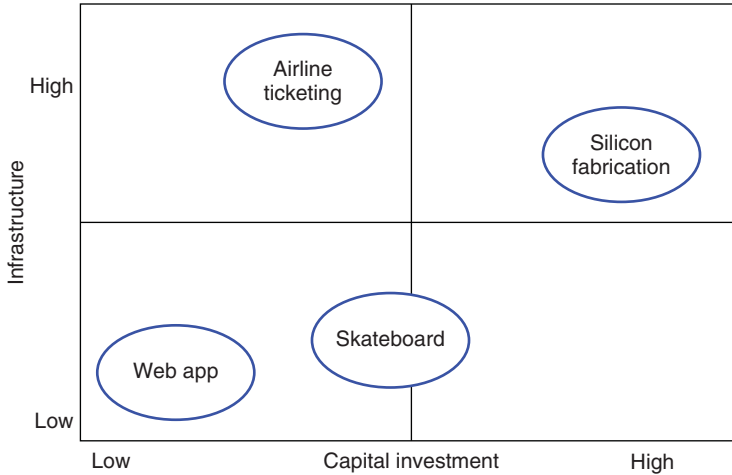 High
Airline
ticketing
Silicon
fabrication
Infrastructure
Skateboard
Web app
Low
Low
Capital investment
High